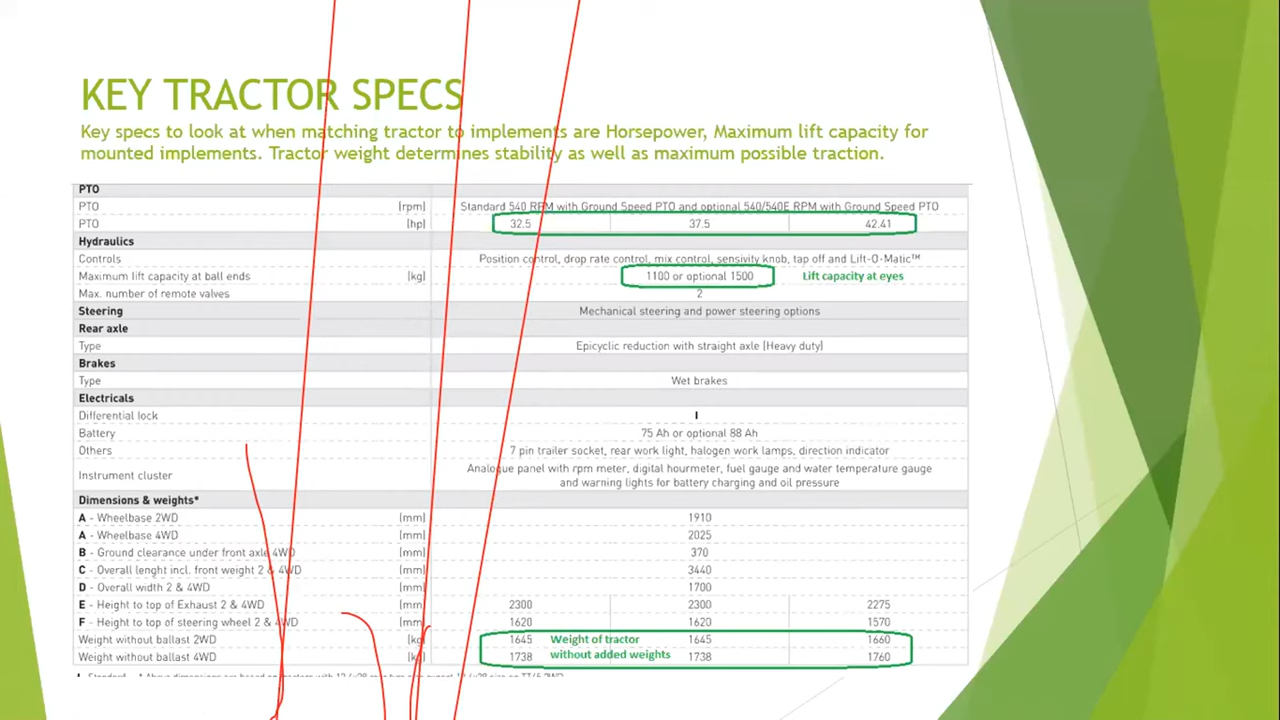 KEY TRACTOR SPECS
Key specs to look at when matching tractor to implements are Horsepower, Maximum lift capacity for
mounted implements. Tractor weight determines stability as well as maximum possible traction.
PTO
PTO (rpm) Standard 540 RPM with Ground Speed PTO and optional 540/540E RPM with Ground Speed PTO
PTO (hp) 32.5 37.5 42.41
Hydraulics
Controls Position control, drop rate control, mix control, sensivity knob, tap off and Lift-O-Matic™
Maximum lift capacity at ball ends (kg) 1100 or optional 1500 Lift capacity at eyes
Max. number of remote valves 2
Steering Mechanical steering and power steering options
Rear axle
Type Epicyclic reduction with straight axle (Heavy duty)
Brakes
Type Wet brakes
Electricals
Differential lock I
Battery 75 Ah or optional 88 Ah
Others 7 pin trailer socket, rear work light, halogen work lamps, direction indicator
Instrument cluster Analogue panel with rpm meter, digital hourmeter, fuel gauge and water temperature gauge
and warning lights for battery charging and oil pressure
Dimensions & weights*
A - Wheelbase 2WD (mm) 1910
A - Wheelbase 4WD (mm) 2025
B - Ground clearance under front axle 4WD (mm) 370
C - Overall lenght incl. front weight 2 & 4WD (mm) 3440
D - Overall width 2 & 4WD (mm) 1700
E - Height to top of Exhaust 2 & 4WD (mm) 2300 2300 2275
F - Height to top of steering wheel 2 & 4WD (mm) 1620 1620 1570
Weight without ballast 2WD (kg) 1645 Weight of tractor 1645 1660
Weight without ballast 4WD (kg) 1738 without added weights 1738 1760